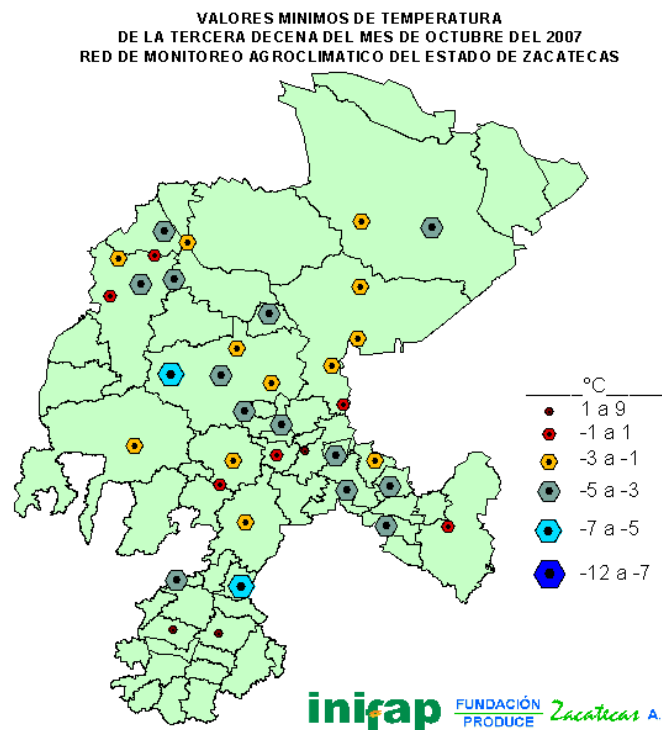 VALORES MINIMOS DE TEMPERATURA
DE LA TERCERA DECENA DEL MES DE OCTUBRE DEL 2007
RED DE MONITOREO AGROCLIMATICO DEL ESTADO DE ZACATECAS
°C
1 a 9
-1 a 1
-3 a -1
-5 a -3
-7 a -5
-12 a -7
inifap
FUNDACIÓN
PRODUCE
Zacatecas A.